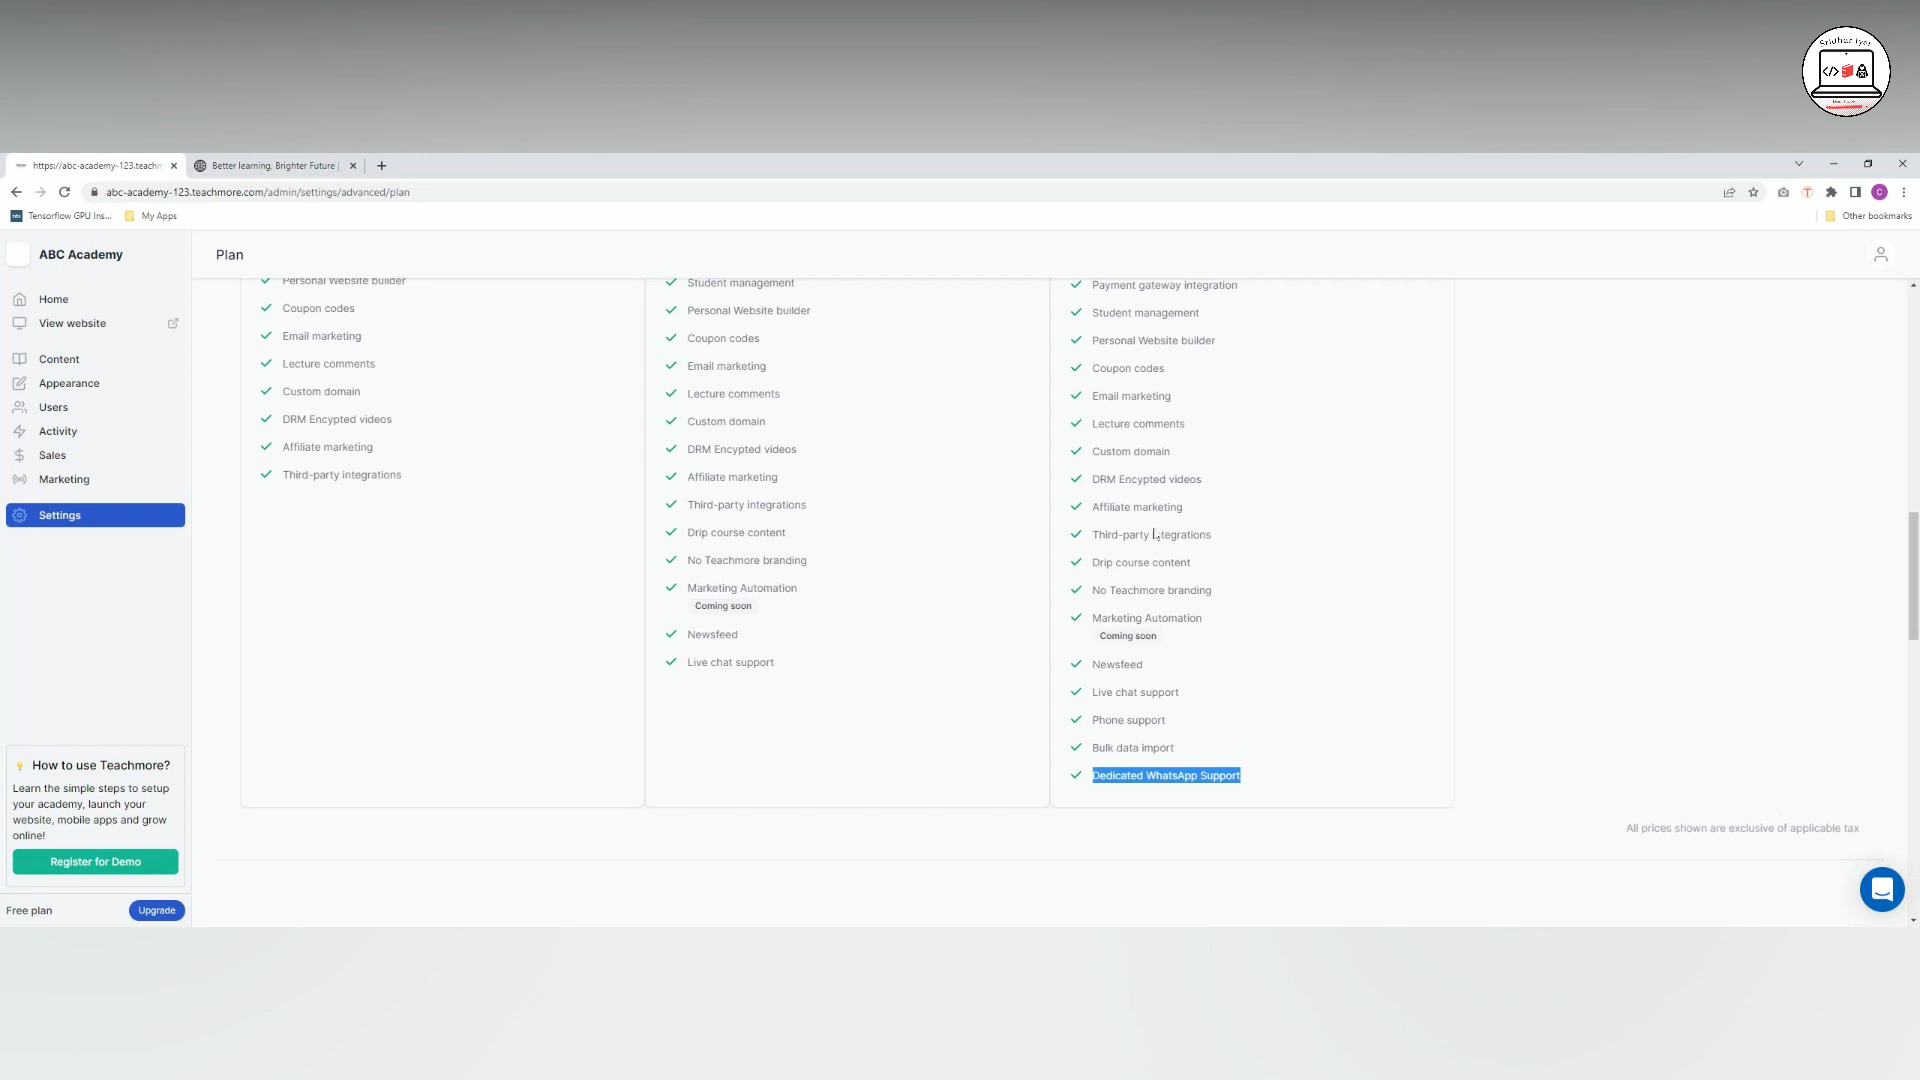 Sridhar Iyer
https://abc-academy-123.teachm
Better learning, Brighter Future |
abc-academy-123.teachmore.com/admin/settings/advanced/plan
Tensorflow GPU Ins...
My Apps
Other bookmarks
ABC Academy
Home
View website
Content
Appearance
Users
Activity
Sales
Marketing
Settings
How to use Teachmore?
Learn the simple steps to setup
your academy, launch your
website, mobile apps and grow
online!
Register for Demo
Free plan
Upgrade
Plan
Personal Website builder
Coupon codes
Email marketing
Lecture comments
Custom domain
DRM Encypted videos
Affiliate marketing
Third-party integrations
Student management
Personal Website builder
Coupon codes
Email marketing
Lecture comments
Custom domain
DRM Encypted videos
Affiliate marketing
Third-party integrations
Drip course content
No Teachmore branding
Marketing Automation
Coming soon
Newsfeed
Live chat support
Payment gateway integration
Student management
Personal Website builder
Coupon codes
Email marketing
Lecture comments
Custom domain
DRM Encypted videos
Affiliate marketing
Third-party integrations
Drip course content
No Teachmore branding
Marketing Automation
Coming soon
Newsfeed
Live chat support
Phone support
Bulk data import
Dedicated WhatsApp Support
All prices shown are exclusive of applicable tax